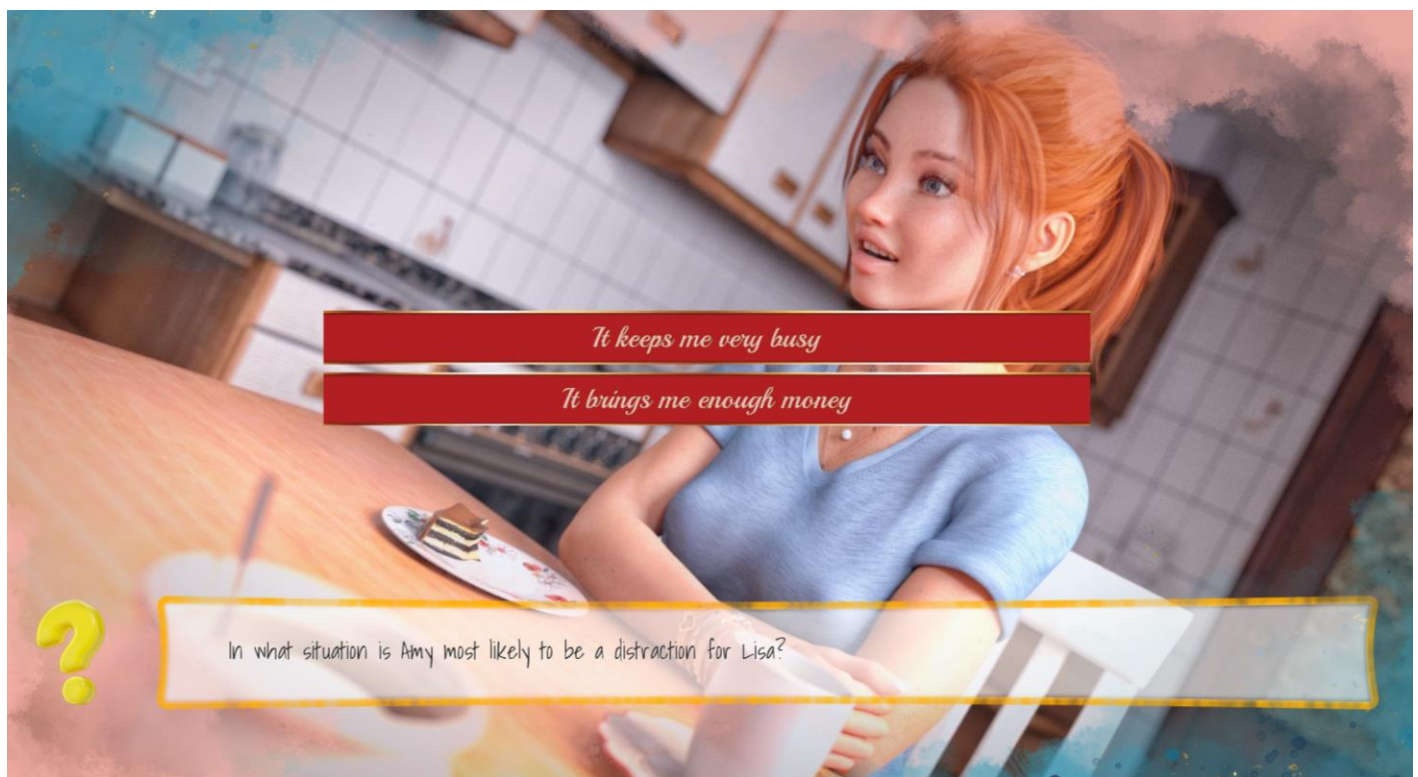 It keeps me very busy
It brings me enough money
In what situation is Amy most likely to be a distraction for Lisa?